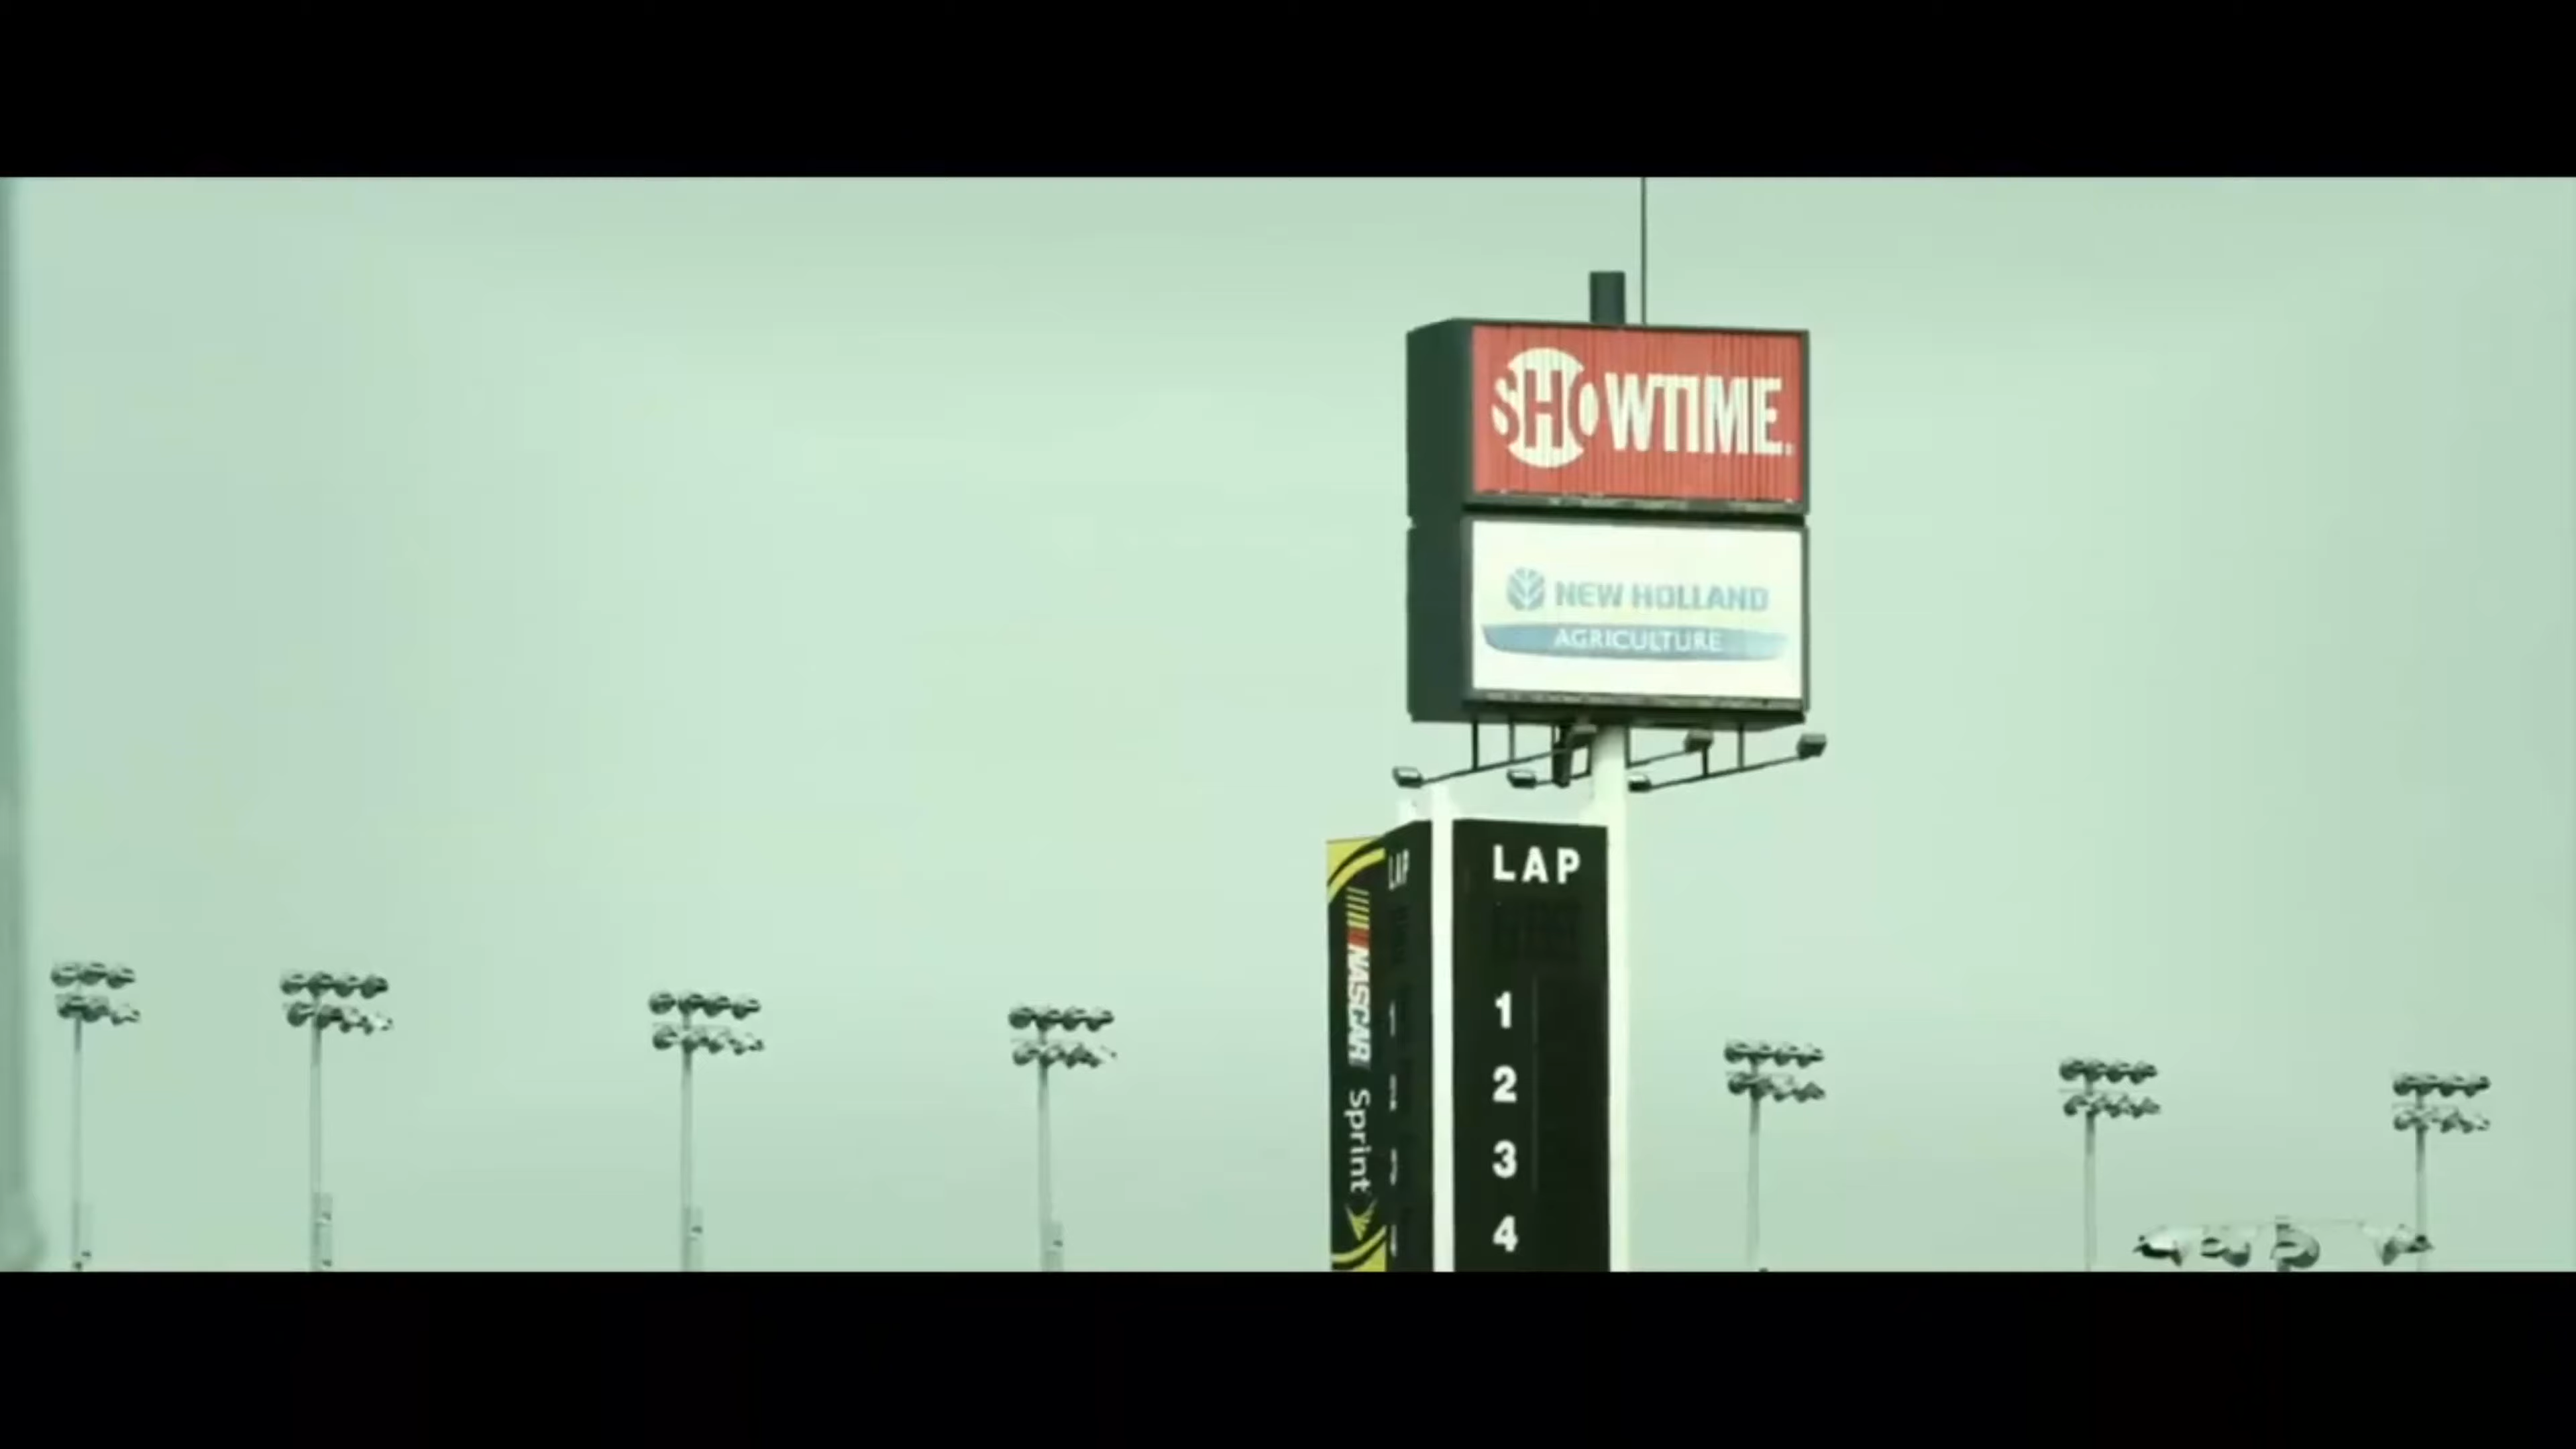 SHOWTIME.
NEW HOLLAND
AGRICULTURE
LAP
LAP
1
2
3
4
NASCAR Sprint